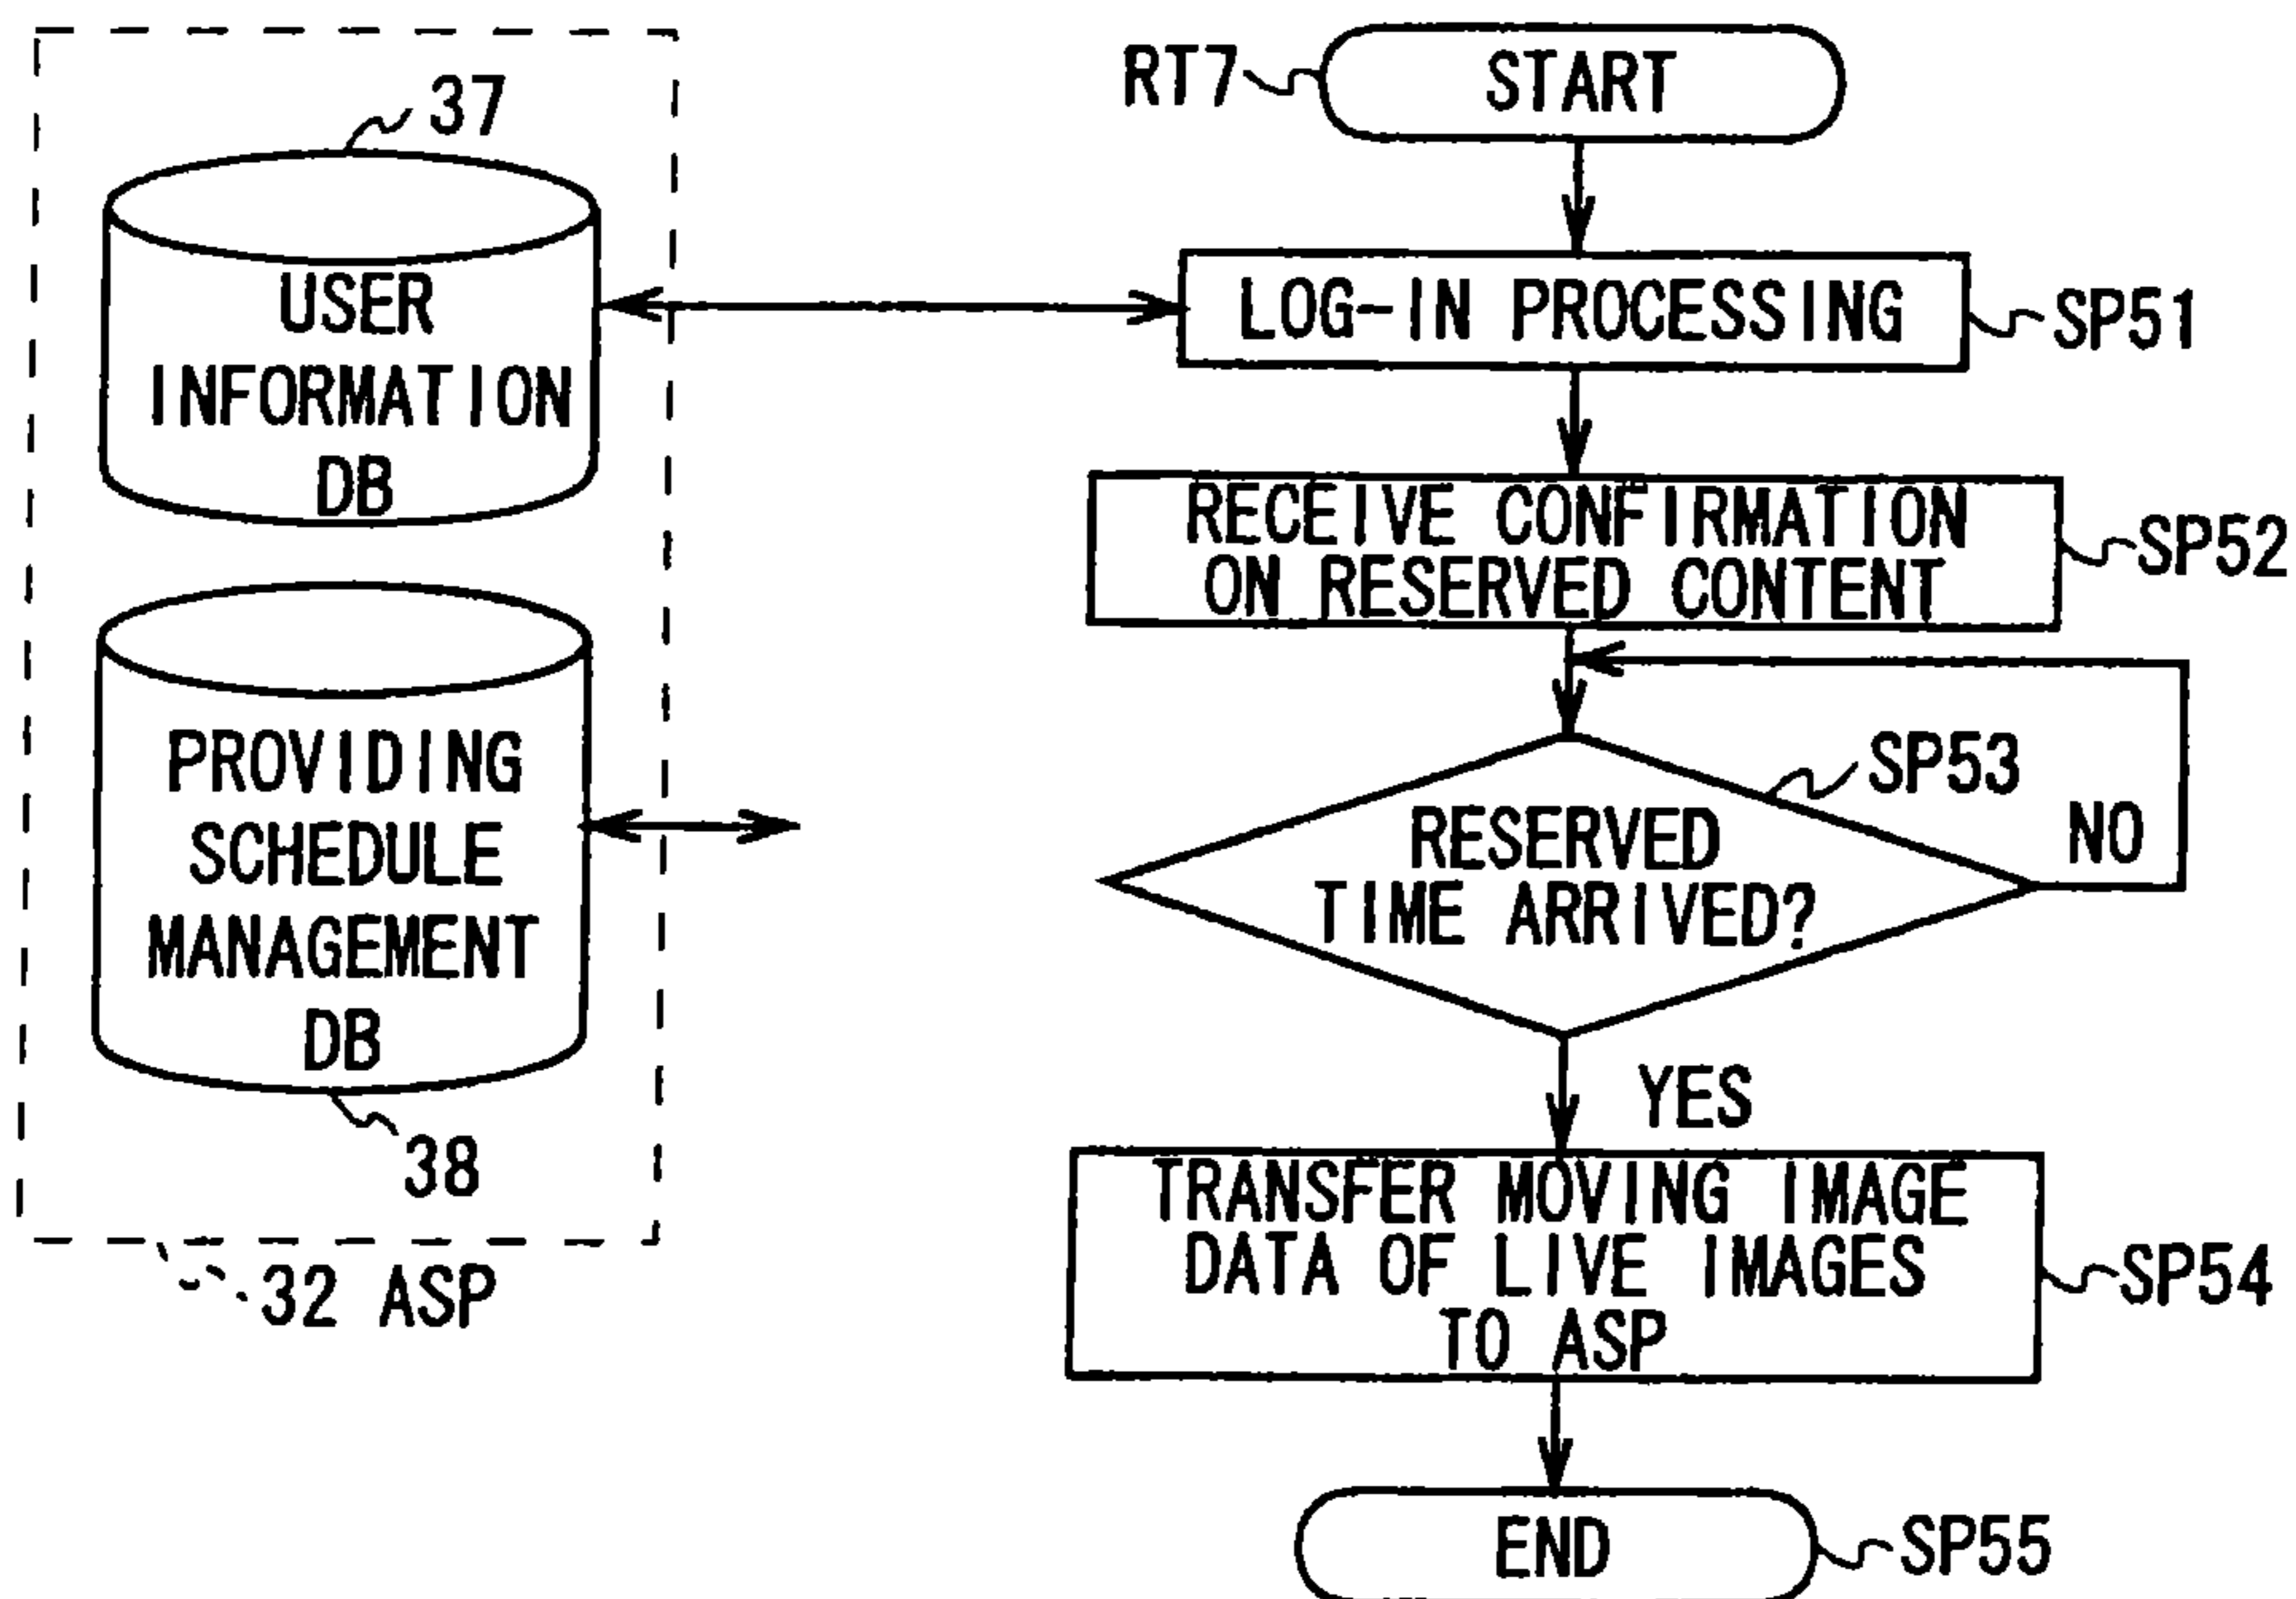 37
USER
INFORMATION
DB
PROVIDING
SCHEDULE
MANAGEMENT
DB
38
32 ASP
RT7
START
LOG-IN PROCESSING
SP51
RECEIVE CONFIRMATION
ON RESERVED CONTENT
SP52
SP53
RESERVED
TIME ARRIVED?
NO
YES
TRANSFER MOVING IMAGE
DATA OF LIVE IMAGES
TO ASP
SP54
END
SP55